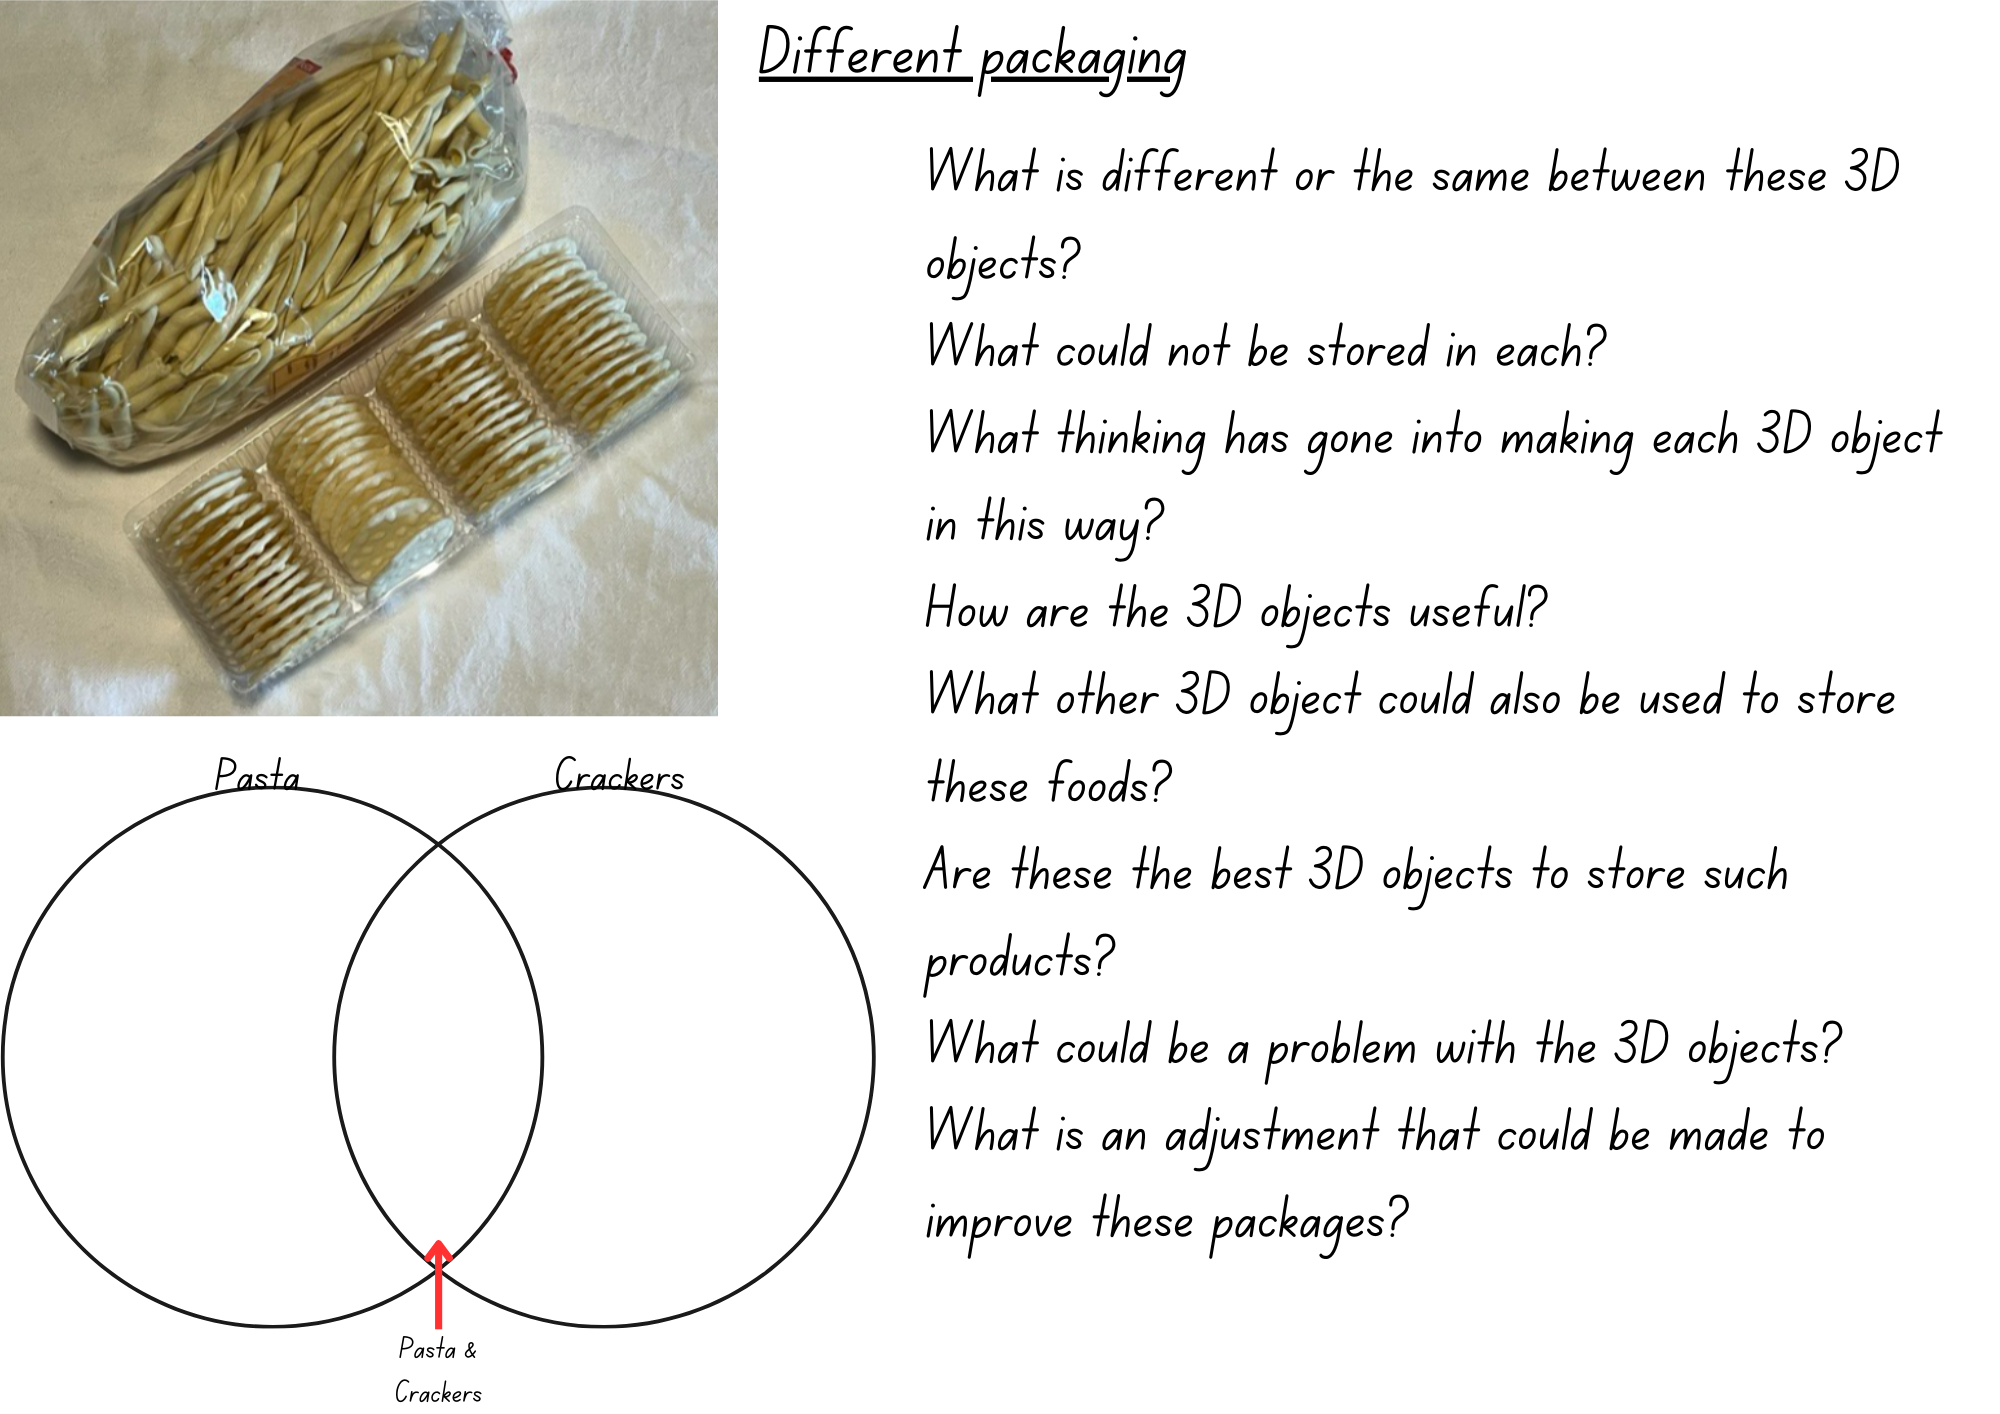 Different packaging
What is different or the same between these 3D
objects?
What could not be stored in each?
What thinking has gone into making each 3D object
in this way?
How are the 3D objects useful?
What other 3D object could also be used to store
these foods?
Are these the best 3D objects to store such
products?
What could be a problem with the 3D objects?
What is an adjustment that could be made to
improve these packages?
Pasta
Crackers
Pasta &
Crackers